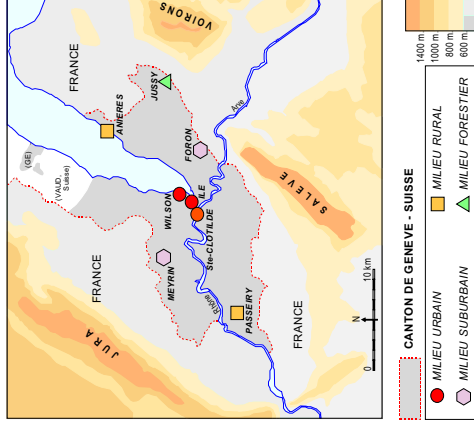 VOIRONS
FRANCE
JUSSY
ANIERES
(GE)
(VAUD,
Suisse)
FORON
Arve
WILSON
ILE
Ste-CLOTILDE
MEYRIN
FRANCE
JURA
Rhône
PASSEIRY
SALEVE
FRANCE
0 10 km
N
1400 m
1000 m
800 m
600 m
CANTON DE GENEVE - SUISSE
MILIEU URBAIN
MILIEU RURAL
MILIEU SUBURBAIN
MILIEU FORESTIER